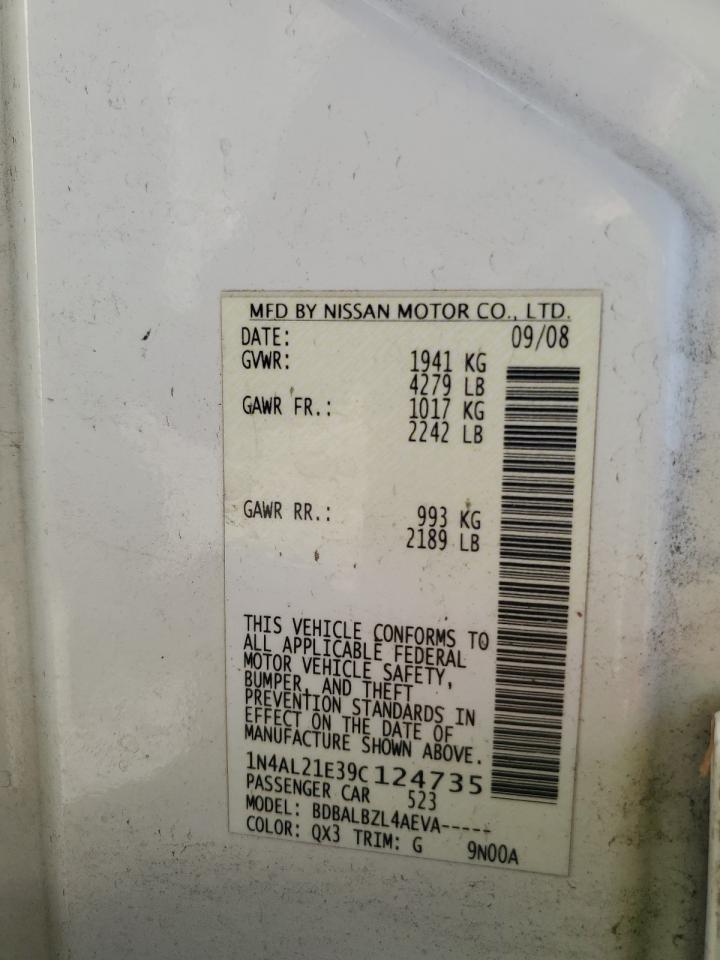 MFD BY NISSAN MOTOR CO., LTD.
DATE: 09/08
GVWR: 1941 KG
4279 LB
GAWR FR.: 1017 KG
2242 LB
GAWR RR.: 993 KG
2189 LB
THIS VEHICLE CONFORMS TO
ALL APPLICABLE FEDERAL
MOTOR VEHICLE SAFETY,
BUMPER, AND THEFT
PREVENTION STANDARDS IN
EFFECT ON THE DATE OF
MANUFACTURE SHOWN ABOVE.
1N4AL21E39C124735
PASSENGER CAR 523
MODEL: BDBALBZL4AEVA-----
COLOR: QX3 TRIM: G 9N00A